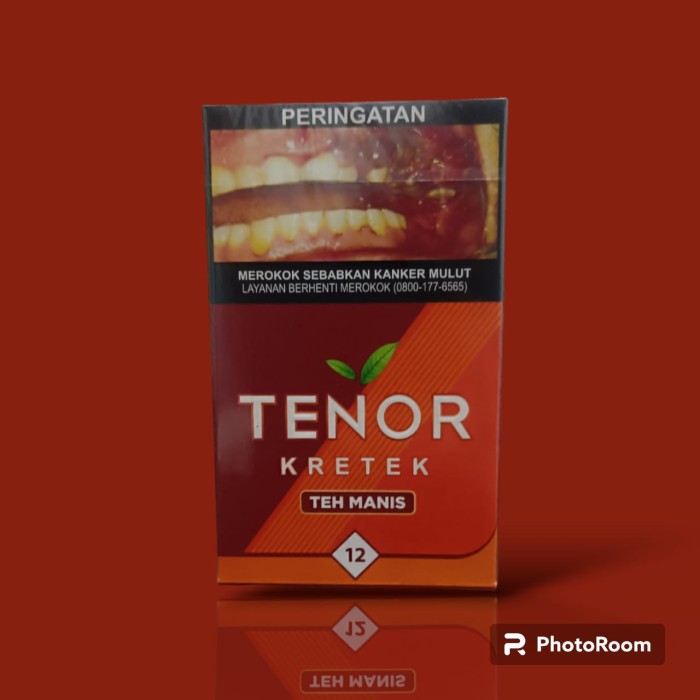 PERINGATAN
MEROKOK SEBABKAN KANKER MULUT
LAYANAN BERHENTI MEROKOK (0800-177-6565)
TENOR
KRETEK
TEH MANIS
12
PhotoRoom